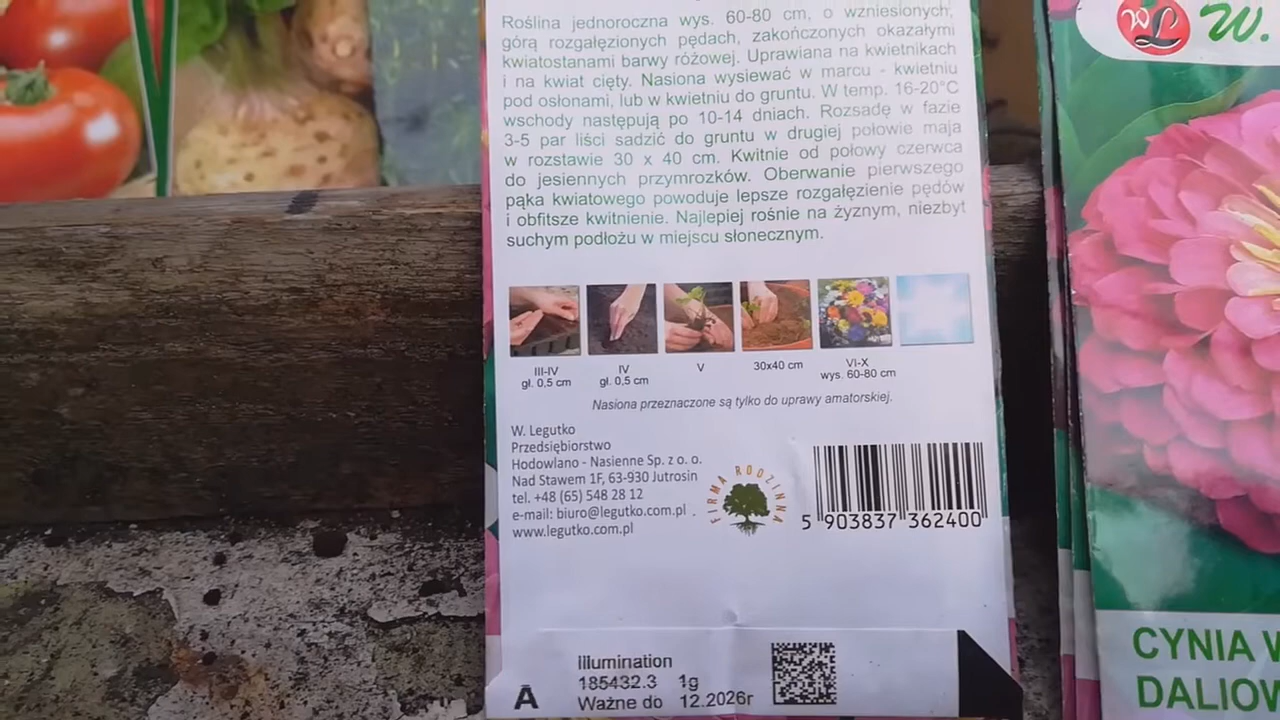 Roślina jednoroczna wys. 60-80 cm, o wzniesionych,
górą rozgałęzionych pędach, zakończonych okazałymi
kwiatostanami barwy różowej. Uprawiana na kwietnikach
i na kwiat cięty. Nasiona wysiewać w marcu - kwietniu
pod osłonami, lub w kwietniu do gruntu. W temp. 16-20°C
wschody następują po 10-14 dniach. Rozsadę w fazie
3-5 par liści sadzić do gruntu w drugiej połowie maja
w rozstawie 30 x 40 cm. Kwitnie od połowy czerwca
do jesiennych przymrozków. Oberwanie pierwszego
pąka kwiatowego powoduje lepsze rozgałęzienie pędów
i obfitsze kwitnienie. Najlepiej rośnie na żyznym, niezbyt
suchym podłożu w miejscu słonecznym.
III-IV
gł. 0,5 cm
IV
gł. 0,5 cm
V
30x40 cm
VI-X
wys. 60-80 cm
Nasiona przeznaczone są tylko do uprawy amatorskiej.
W. Legutko
Przedsiębiorstwo
Hodowlano - Nasienne Sp. z o. o.
Nad Stawem 1F, 63-930 Jutrosin
tel. +48 (65) 548 28 12
e-mail: biuro@legutko.com.pl
www.legutko.com.pl
FIRMA RODZINNA
5 903837 362400
Illumination
185432.3 1g
Ważne do 12.2026r
A
WL W.
CYNIA W
DALIOW